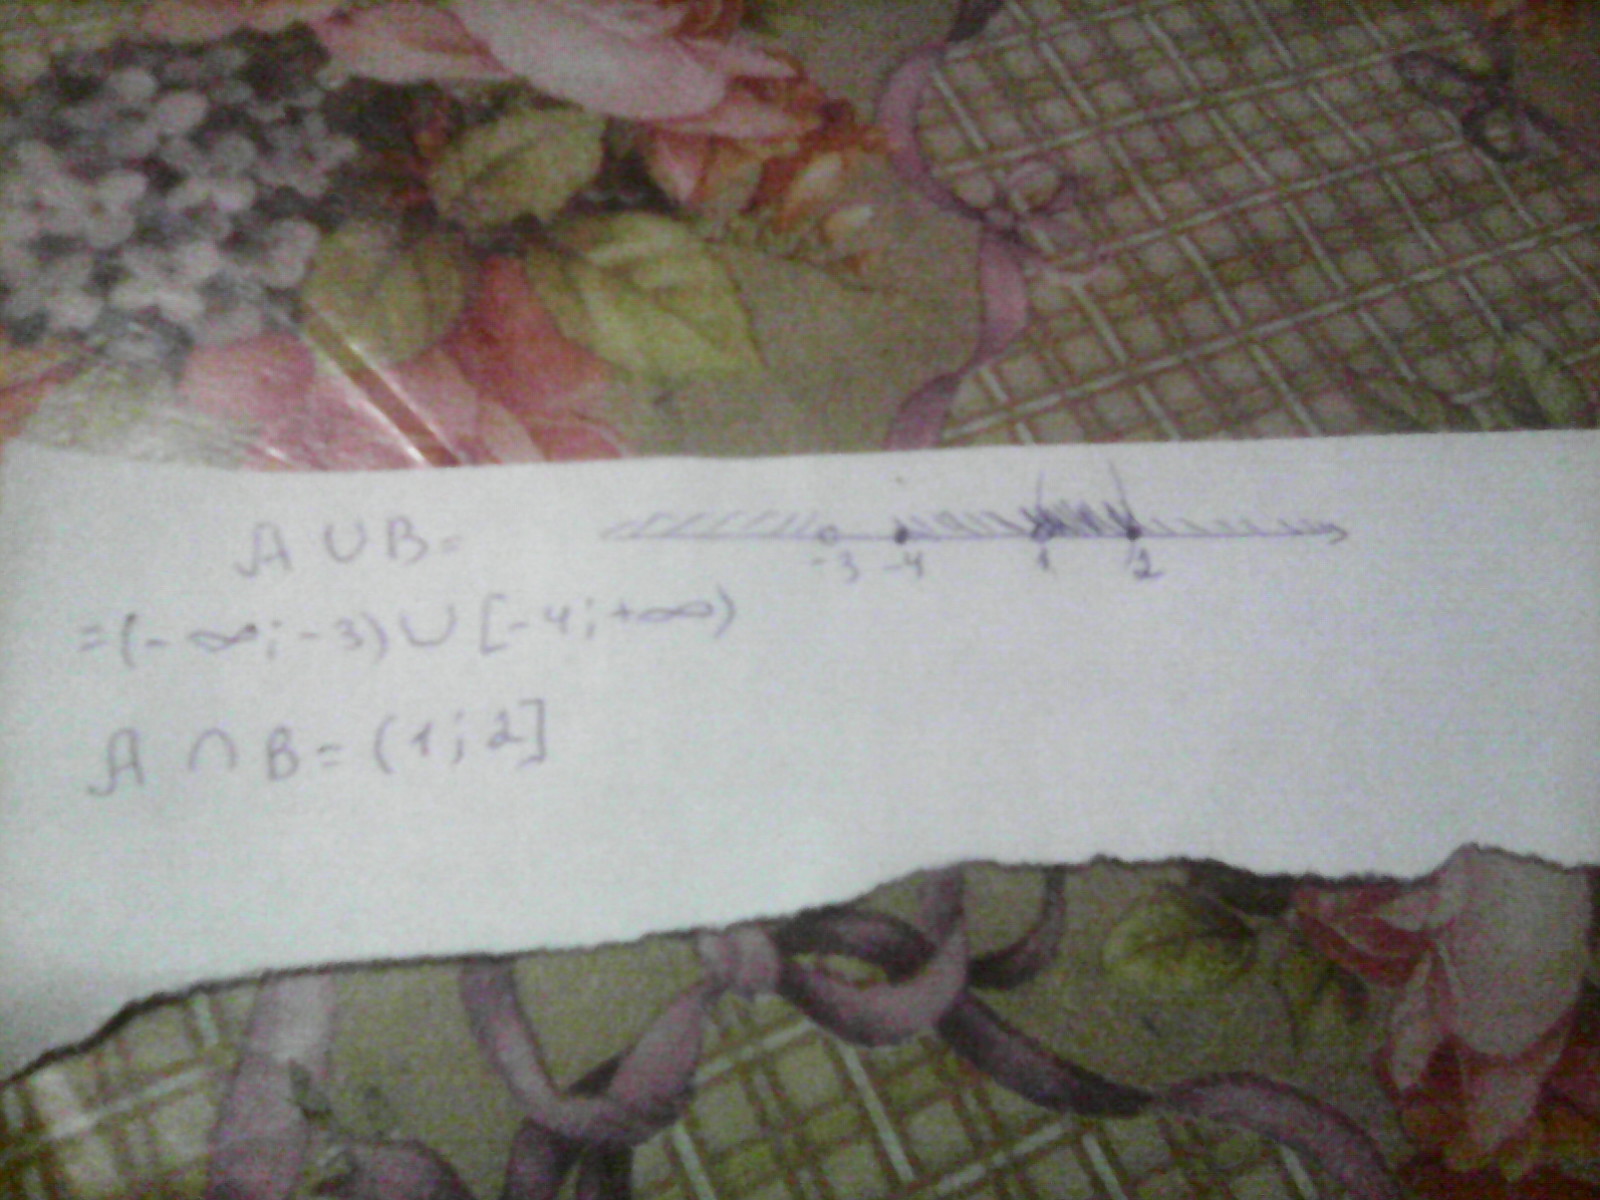 A ∪ B =
-3 -4 1 2
= (-∞; -3) ∪ [-4; +∞)
A ∩ B = (1; 2]